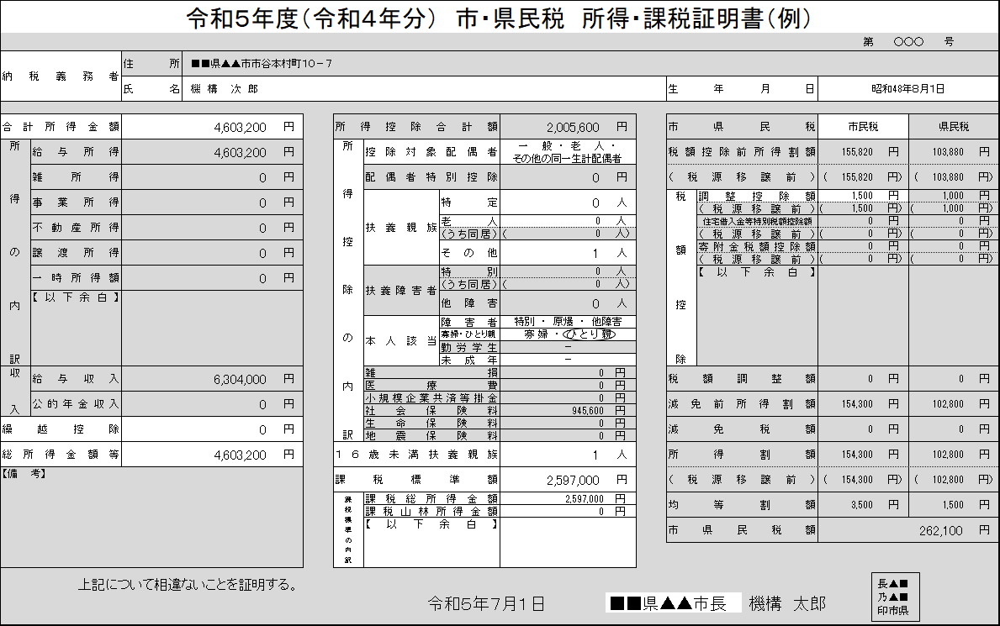 令和5年度(令和4年分) 市・県民税 所得・課税証明書(例)
第 ○○○ 号
納税義務者
住所 ■■県▲▲市市谷本村町10-7
氏名 機構 次郎 生年月日 昭和48年8月1日
合計所得金額 4,603,200 円
所得の内訳
給与所得 4,603,200 円
雑所得 0 円
事業所得 0 円
不動産所得 0 円
譲渡所得 0 円
一時所得額 0 円
【以下余白】
収入
給与収入 6,304,000 円
公的年金収入 0 円
繰越控除 0 円
総所得金額等 4,603,200 円
【備考】
所得控除合計額 2,005,600 円
所得控除の内訳
控除対象配偶者 一般・老人・
その他の同一生計配偶者
配偶者特別控除 0 円
扶養親族
特定 0 人
老人 0 人
(うち同居) ( 0 人)
その他 1 人
扶養障害者
特別 0 人
(うち同居) ( 0 人)
他障害 0 人
本人該当
障害者 特別・原爆・他障害
寡婦・ひとり親 寡婦・ひとり親
勤労学生 -
未成年 -
雑損 0 円
医療費 0 円
小規模企業共済等掛金 0 円
社会保険料 945,600 円
生命保険料 0 円
地震保険料 0 円
16歳未満扶養親族 1 人
課税標準額 2,597,000 円
課税標準の内訳
課税総所得金額 2,597,000 円
課税山林所得金額 0 円
【以下余白】
市県民税 市民税 県民税
税額控除前所得割額 155,820 円 103,880 円
(税源移譲前) ( 155,820 円) ( 103,880 円)
税額控除
調整控除額 1,500 円 1,000 円
(税源移譲前) ( 1,500 円) ( 1,000 円)
住宅借入金等特別税額控除額 0 円 0 円
(税源移譲前) ( 0 円) ( 0 円)
寄附金税額控除額 0 円 0 円
(税源移譲前) ( 0 円) ( 0 円)
【以下余白】
税額調整額 0 円 0 円
減免前所得割額 154,300 円 102,800 円
減免税額 0 円 0 円
所得割額 154,300 円 102,800 円
(税源移譲前) ( 154,300 円) ( 102,800 円)
均等割額 3,500 円 1,500 円
市県民税額 262,100 円
上記について相違ないことを証明する。
令和5年7月1日 ■■県▲▲市長 機構 太郎
長▲■
乃▲■
印市県